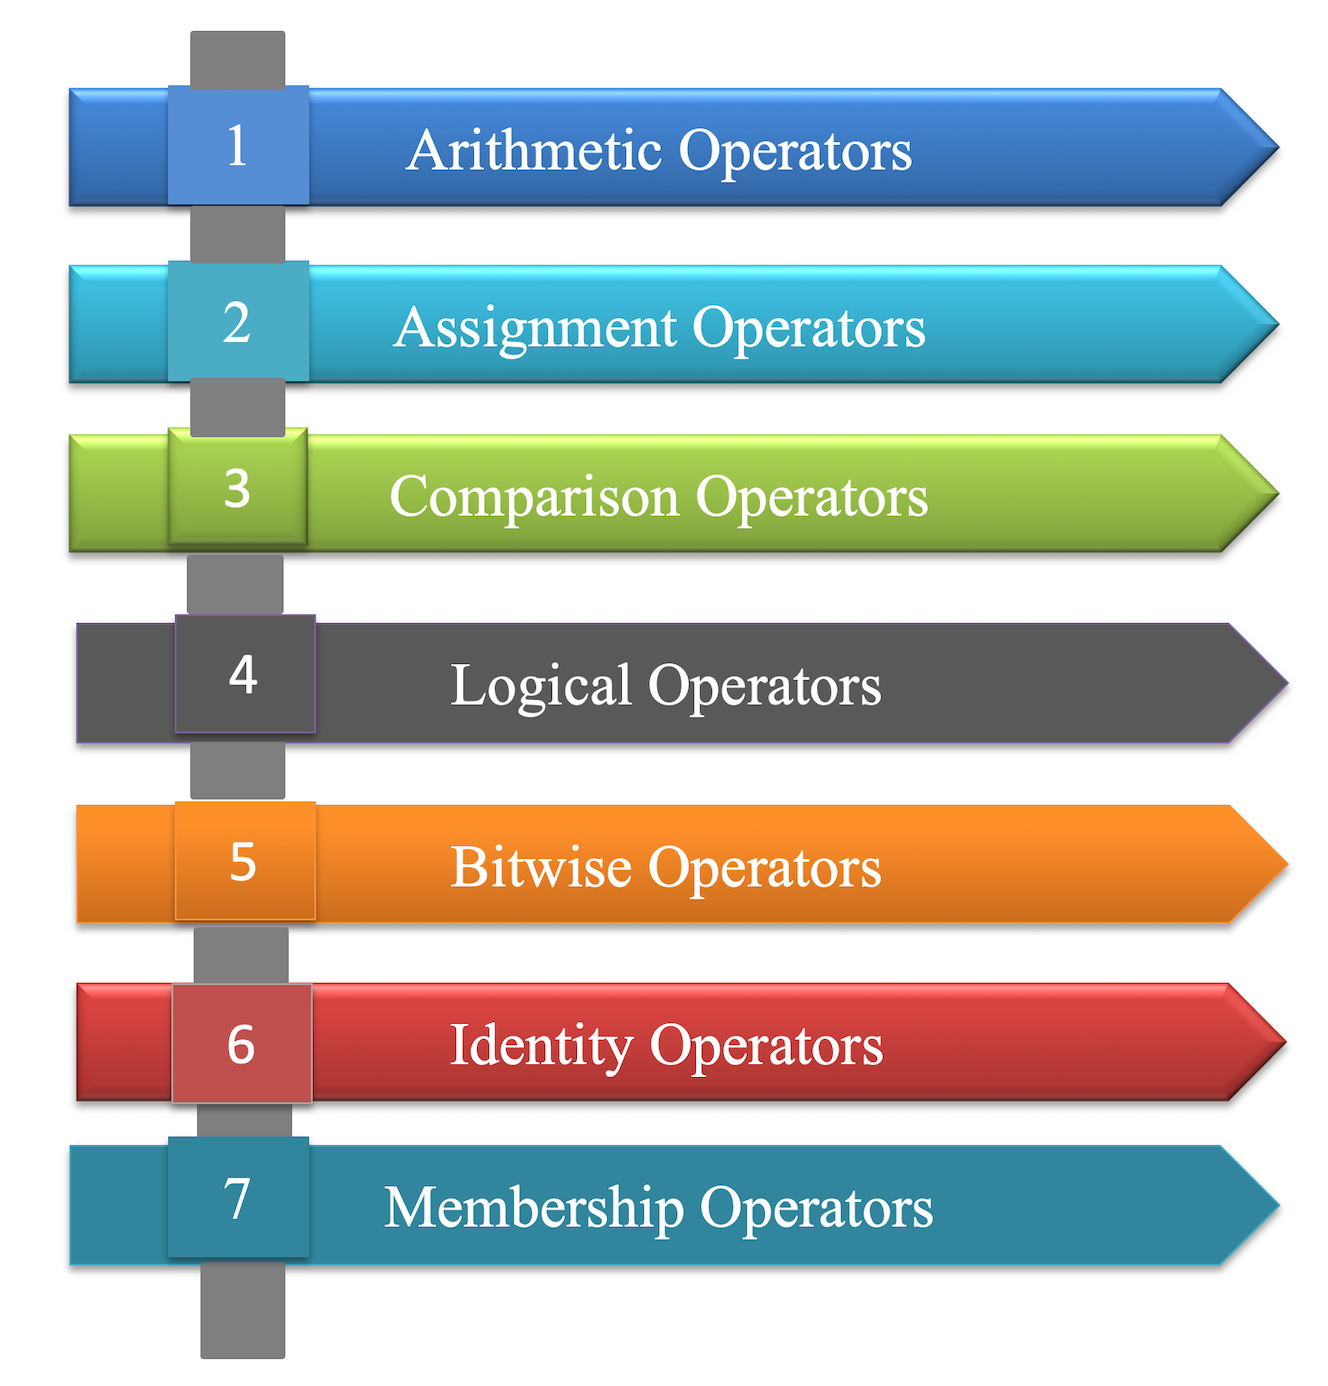 1 Arithmetic Operators
2 Assignment Operators
3 Comparison Operators
4 Logical Operators
5 Bitwise Operators
6 Identity Operators
7 Membership Operators